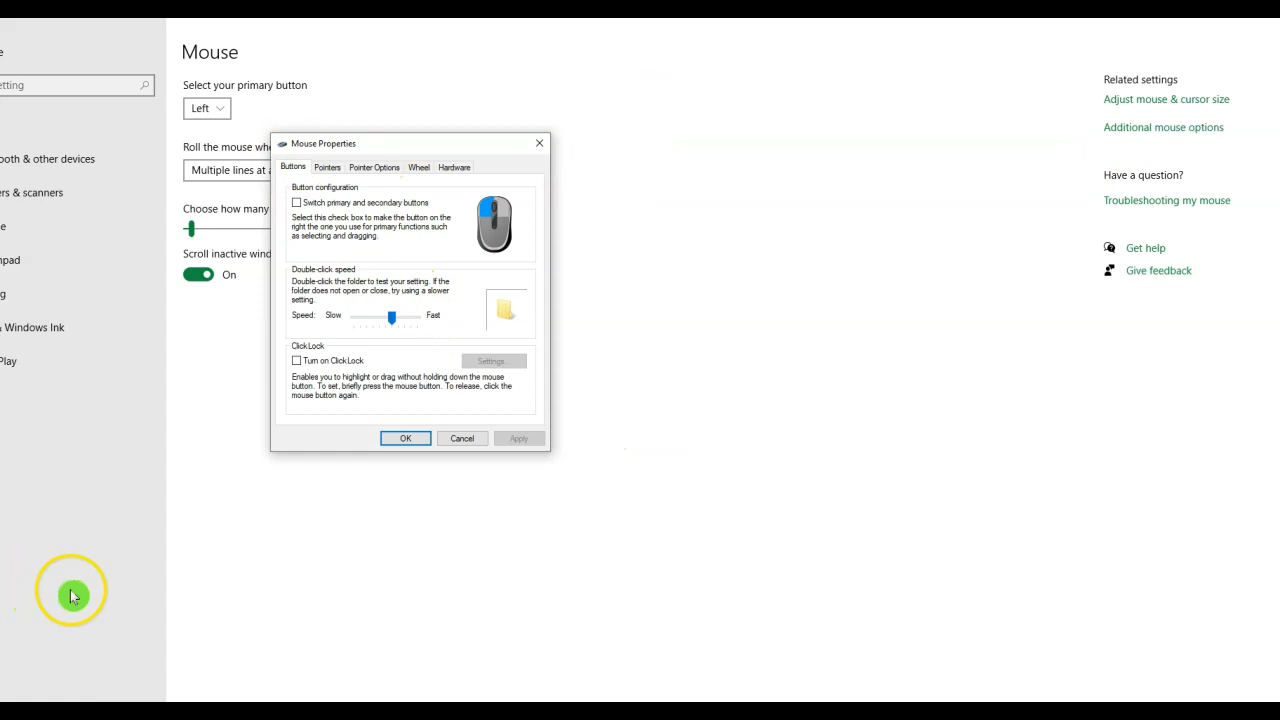 Mouse
Select your primary button
Left
Roll the mouse whe
Multiple lines at a
Choose how many
Scroll inactive wind
On
e
etting
ooth & other devices
ers & scanners
e
hpad
g
& Windows Ink
Play
Mouse Properties
Buttons
Pointers
Pointer Options
Wheel
Hardware
Button configuration
Switch primary and secondary buttons
Select this check box to make the button on the
right the one you use for primary functions such
as selecting and dragging.
Double-click speed
Double-click the folder to test your setting. If the
folder does not open or close, try using a slower
setting.
Speed: Slow Fast
ClickLock
Turn on ClickLock
Settings...
Enables you to highlight or drag without holding down the mouse
button. To set, briefly press the mouse button. To release, click the
mouse button again.
OK
Cancel
Apply
Related settings
Adjust mouse & cursor size
Additional mouse options
Have a question?
Troubleshooting my mouse
Get help
Give feedback